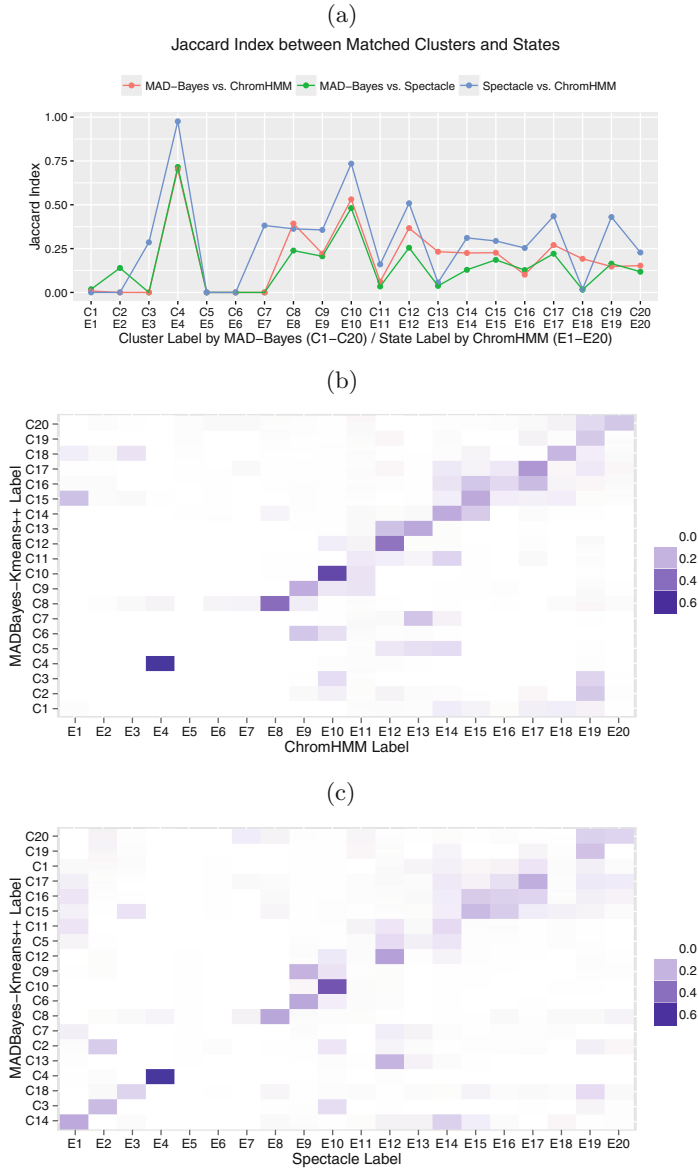 (a)
Jaccard Index between Matched Clusters and States
MAD−Bayes vs. ChromHMM MAD−Bayes vs. Spectacle Spectacle vs. ChromHMM
Jaccard Index
1.00
0.75
0.50
0.25
0.00
C1 C2 C3 C4 C5 C6 C7 C8 C9 C10 C11 C12 C13 C14 C15 C16 C17 C18 C19 C20
E1 E2 E3 E4 E5 E6 E7 E8 E9 E10 E11 E12 E13 E14 E15 E16 E17 E18 E19 E20
Cluster Label by MAD−Bayes (C1−C20) / State Label by ChromHMM (E1−E20)
(b)
MADBayes−Kmeans++ Label
C20
C19
C18
C17
C16
C15
C14
C13
C12
C11
C10
C9
C8
C7
C6
C5
C4
C3
C2
C1
E1 E2 E3 E4 E5 E6 E7 E8 E9 E10 E11 E12 E13 E14 E15 E16 E17 E18 E19 E20
ChromHMM Label
0.0
0.2
0.4
0.6
(c)
MADBayes−Kmeans++ Label
C20
C19
C1
C17
C16
C15
C11
C5
C12
C9
C10
C6
C8
C7
C2
C13
C4
C18
C3
C14
E1 E2 E3 E4 E5 E6 E7 E8 E9 E10 E11 E12 E13 E14 E15 E16 E17 E18 E19 E20
Spectacle Label
0.0
0.2
0.4
0.6